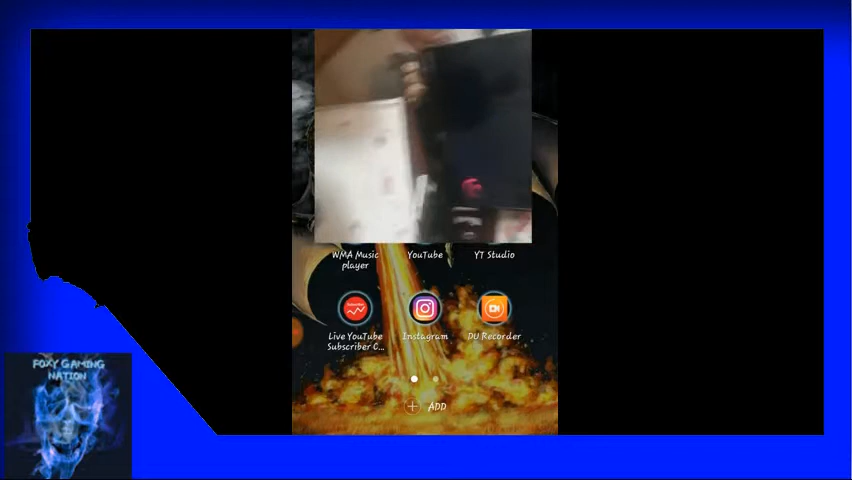 WMA Music
player
YouTube
YT Studio
Live YouTube
Subscriber C...
Instagram
DU Recorder
ADD
FOXY GAMING
NATION